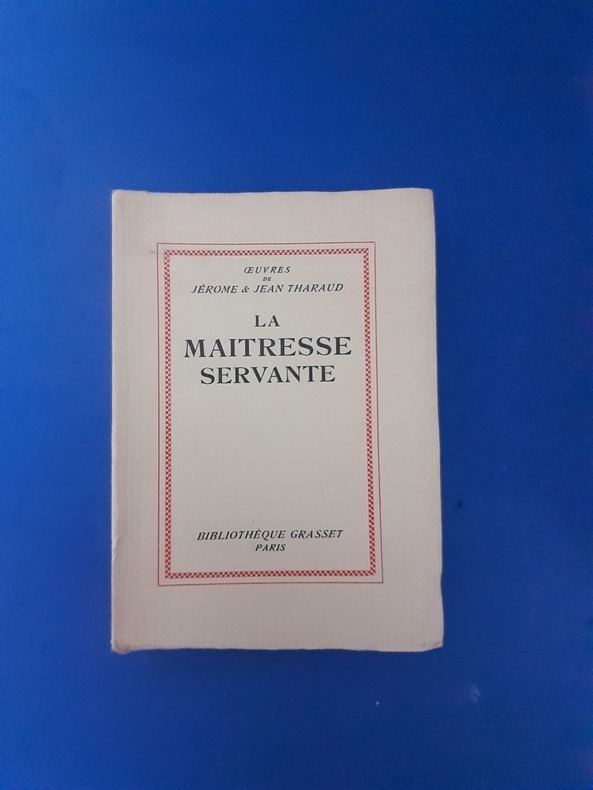 ŒUVRES
DE
JÉROME & JEAN THARAUD
LA
MAITRESSE
SERVANTE
BIBLIOTHÈQUE GRASSET
PARIS